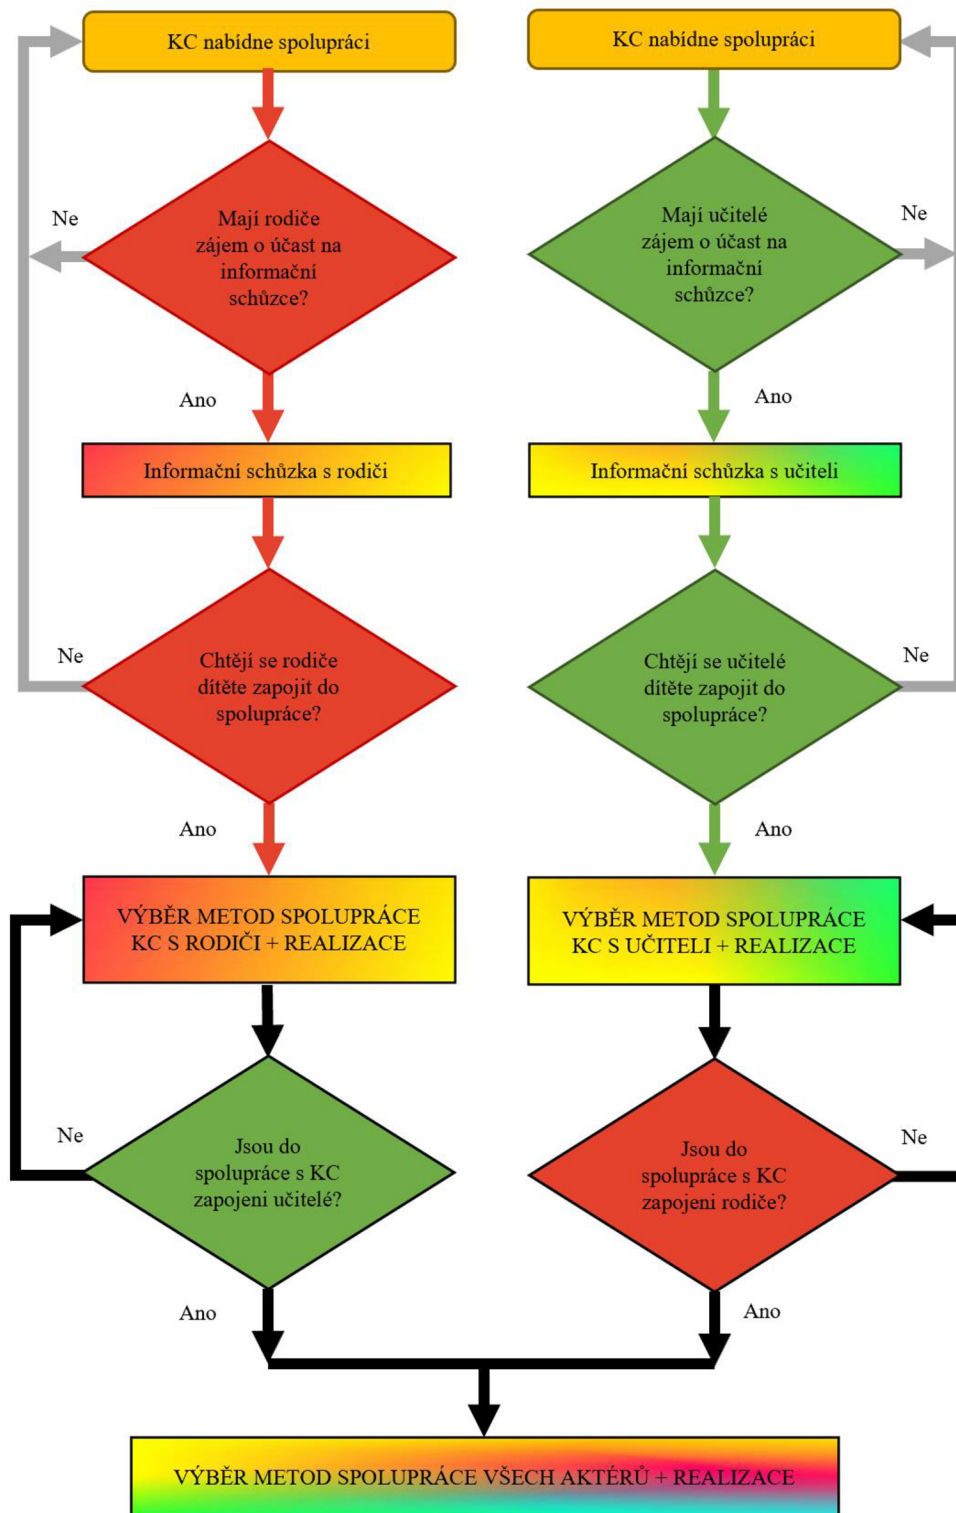 KC nabídne spolupráci
KC nabídne spolupráci
Mají rodiče
zájem o účast na
informační
schůzce?
Ne
Mají učitelé
zájem o účast na
informační
schůzce?
Ne
Ano
Ano
Informační schůzka s rodiči
Informační schůzka s učiteli
Chtějí se rodiče
dítěte zapojit do
spolupráce?
Ne
Chtějí se učitelé
dítěte zapojit do
spolupráce?
Ne
Ano
Ano
VÝBĚR METOD SPOLUPRÁCE
KC S RODIČI + REALIZACE
VÝBĚR METOD SPOLUPRÁCE
KC S UČITELI + REALIZACE
Ne
Jsou do
spolupráce s KC
zapojeni učitelé?
Jsou do
spolupráce s KC
zapojeni rodiče?
Ne
Ano
Ano
VÝBĚR METOD SPOLUPRÁCE VŠECH AKTÉRŮ + REALIZACE